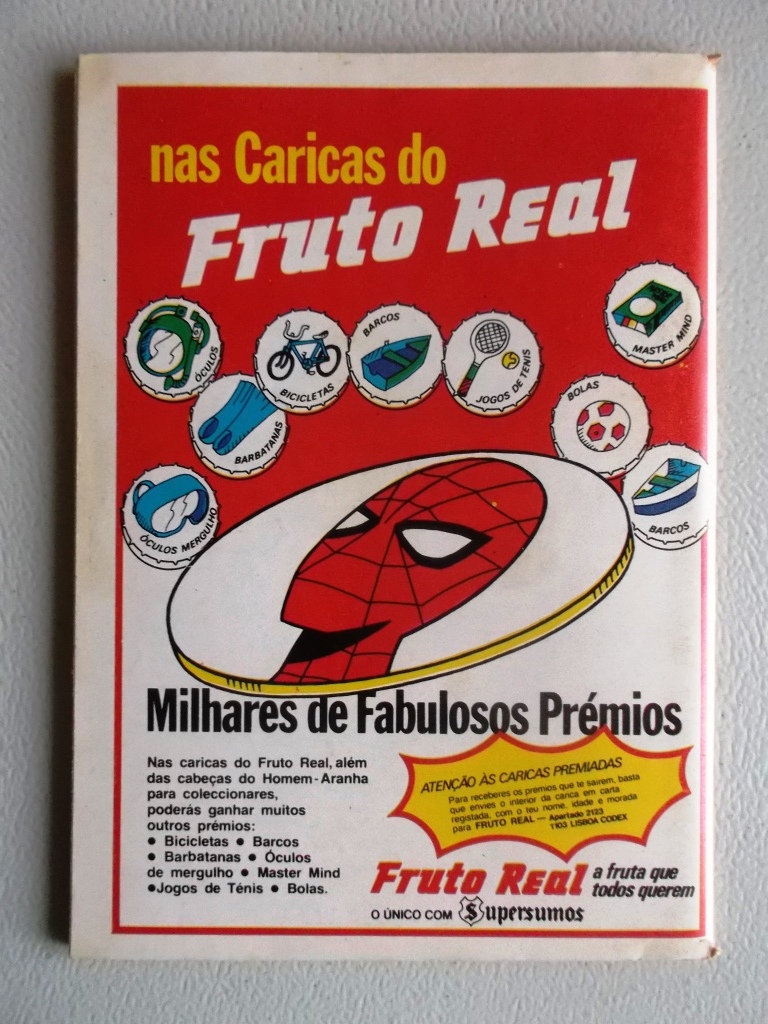 nas Caricas do
Fruto Real
ÓCULOS
BARBATANAS
BICICLETAS
BARCOS
JOGOS DE TENIS
MASTER MIND
BOLAS
BARCOS
ÓCULOS MERGULHO
Milhares de Fabulosos Prémios
Nas caricas do Fruto Real, além
das cabeças do Homem-Aranha
para coleccionares,
poderás ganhar muitos
outros prémios:
• Bicicletas • Barcos
• Barbatanas • Óculos
de mergulho • Master Mind
•Jogos de Ténis • Bolas.
ATENÇÃO ÀS CARICAS PREMIADAS
Para receberes os prémios que te saírem, basta
que envies o interior da carica em carta
registada, com o teu nome, idade e morada
para FRUTO REAL — Apartado 2123
1103 LISBOA CODEX
Fruto Real a fruta que
todos querem
O ÚNICO COM Supersumos